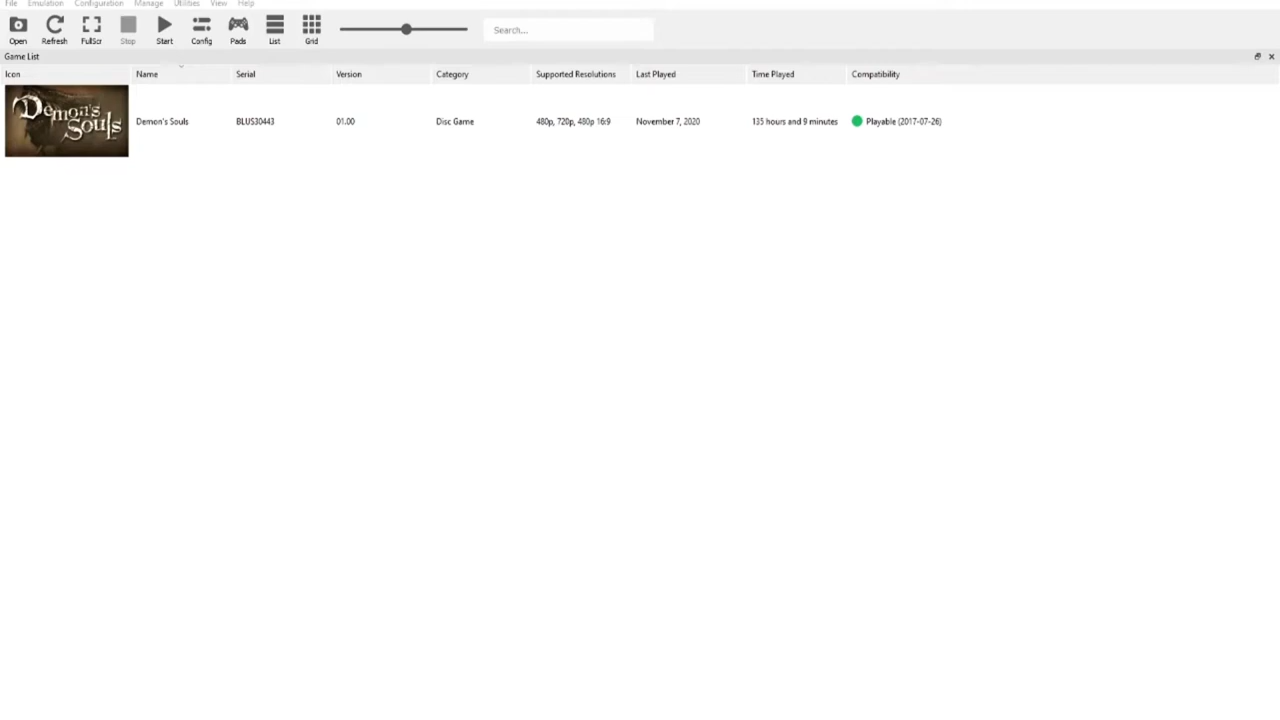 File Emulation Configuration Manage Utilities View Help
Open Refresh FullScr Stop Start Config Pads List Grid Search...
Game List
Icon Name Serial Version Category Supported Resolutions Last Played Time Played Compatibility
Demon's Souls
Demon's Souls BLUS30443 01.00 Disc Game 480p, 720p, 480p 16:9 November 7, 2020 135 hours and 9 minutes Playable (2017-07-26)